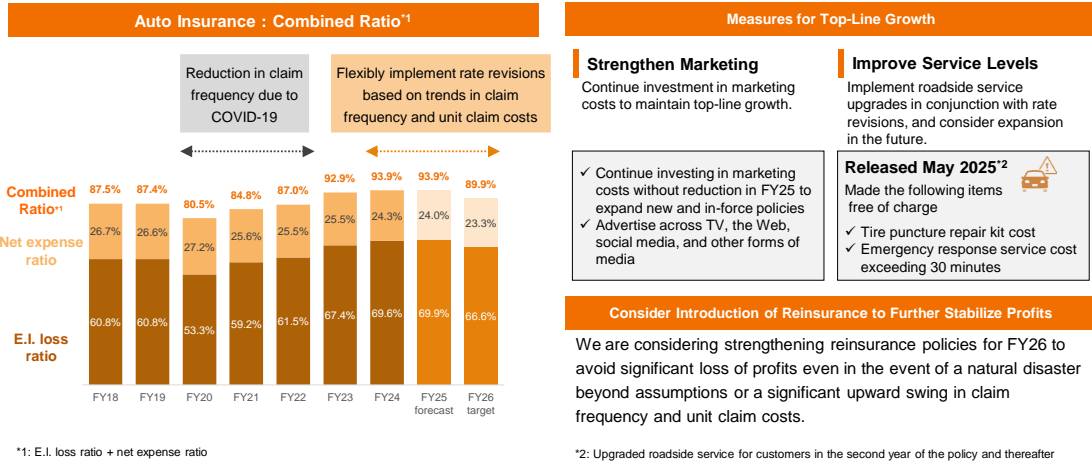 Auto Insurance : Combined Ratio*1
Reduction in claim
frequency due to
COVID-19
Flexibly implement rate revisions
based on trends in claim
frequency and unit claim costs
Combined
Ratio*1
Net expense
ratio
E.I. loss
ratio
87.5%
87.4%
80.5%
84.8%
87.0%
92.9%
93.9%
93.9%
89.9%
26.7%
26.6%
27.2%
25.6%
25.5%
25.5%
24.3%
24.0%
23.3%
60.8%
60.8%
53.3%
59.2%
61.5%
67.4%
69.6%
69.9%
66.6%
FY18
FY19
FY20
FY21
FY22
FY23
FY24
FY25
forecast
FY26
target
*1: E.I. loss ratio + net expense ratio
Measures for Top-Line Growth
Strengthen Marketing
Continue investment in marketing
costs to maintain top-line growth.
✓ Continue investing in marketing
costs without reduction in FY25 to
expand new and in-force policies
✓ Advertise across TV, the Web,
social media, and other forms of
media
Improve Service Levels
Implement roadside service
upgrades in conjunction with rate
revisions, and consider expansion
in the future.
Released May 2025*2
Made the following items
free of charge
✓ Tire puncture repair kit cost
✓ Emergency response service cost
exceeding 30 minutes
Consider Introduction of Reinsurance to Further Stabilize Profits
We are considering strengthening reinsurance policies for FY26 to
avoid significant loss of profits even in the event of a natural disaster
beyond assumptions or a significant upward swing in claim
frequency and unit claim costs.
*2: Upgraded roadside service for customers in the second year of the policy and thereafter